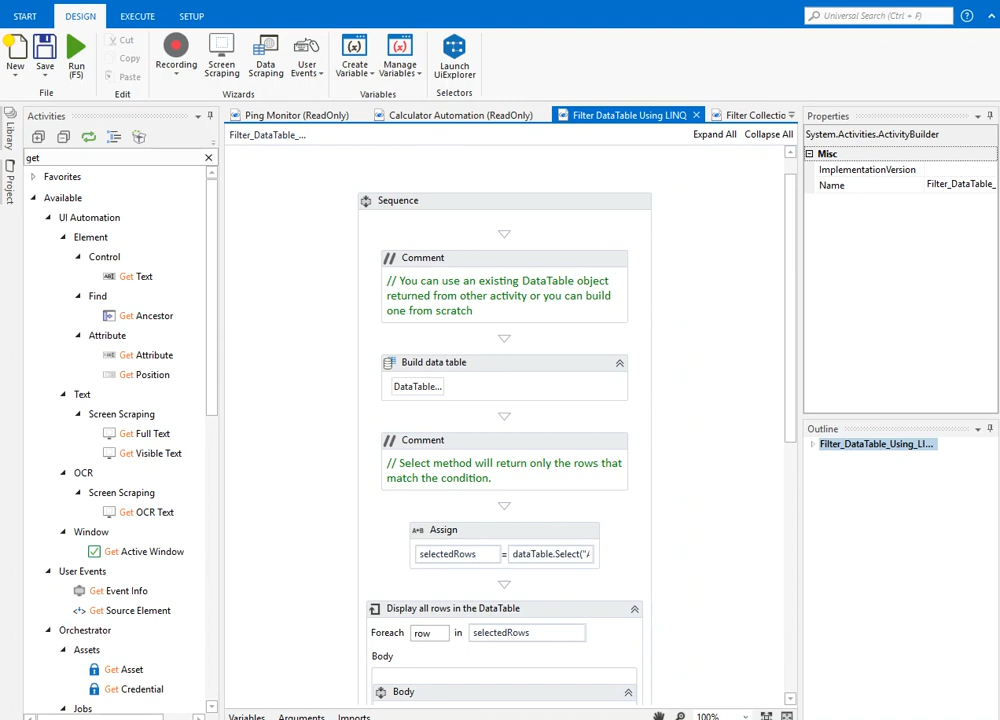 START
DESIGN
EXECUTE
SETUP
Universal Search (Ctrl + F)
New
Save
Run
(F5)
File
Cut
Copy
Paste
Edit
Recording
Screen
Scraping
Data
Scraping
User
Events
Wizards
Create
Variable
Manage
Variables
Variables
Launch
UiExplorer
Selectors
Library
Project
Activities
get
Favorites
Available
UI Automation
Element
Control
Get Text
Find
Get Ancestor
Attribute
Get Attribute
Get Position
Text
Screen Scraping
Get Full Text
Get Visible Text
OCR
Screen Scraping
Get OCR Text
Window
Get Active Window
User Events
Get Event Info
Get Source Element
Orchestrator
Assets
Get Asset
Get Credential
Jobs
Ping Monitor (ReadOnly)
Calculator Automation (ReadOnly)
Filter DataTable Using LINQ
Filter Collectio
Filter_DataTable_...
Expand All
Collapse All
Sequence
// Comment
// You can use an existing DataTable object
returned from other activity or you can build
one from scratch
Build data table
DataTable...
// Comment
// Select method will return only the rows that
match the condition.
A+B Assign
selectedRows = dataTable.Select("A
Display all rows in the DataTable
Foreach row in selectedRows
Body
Body
Variables
Arguments
Imports
100%
Properties
System.Activities.ActivityBuilder
Misc
ImplementationVersion
Name Filter_DataTable_
Outline
Filter_DataTable_Using_LI...